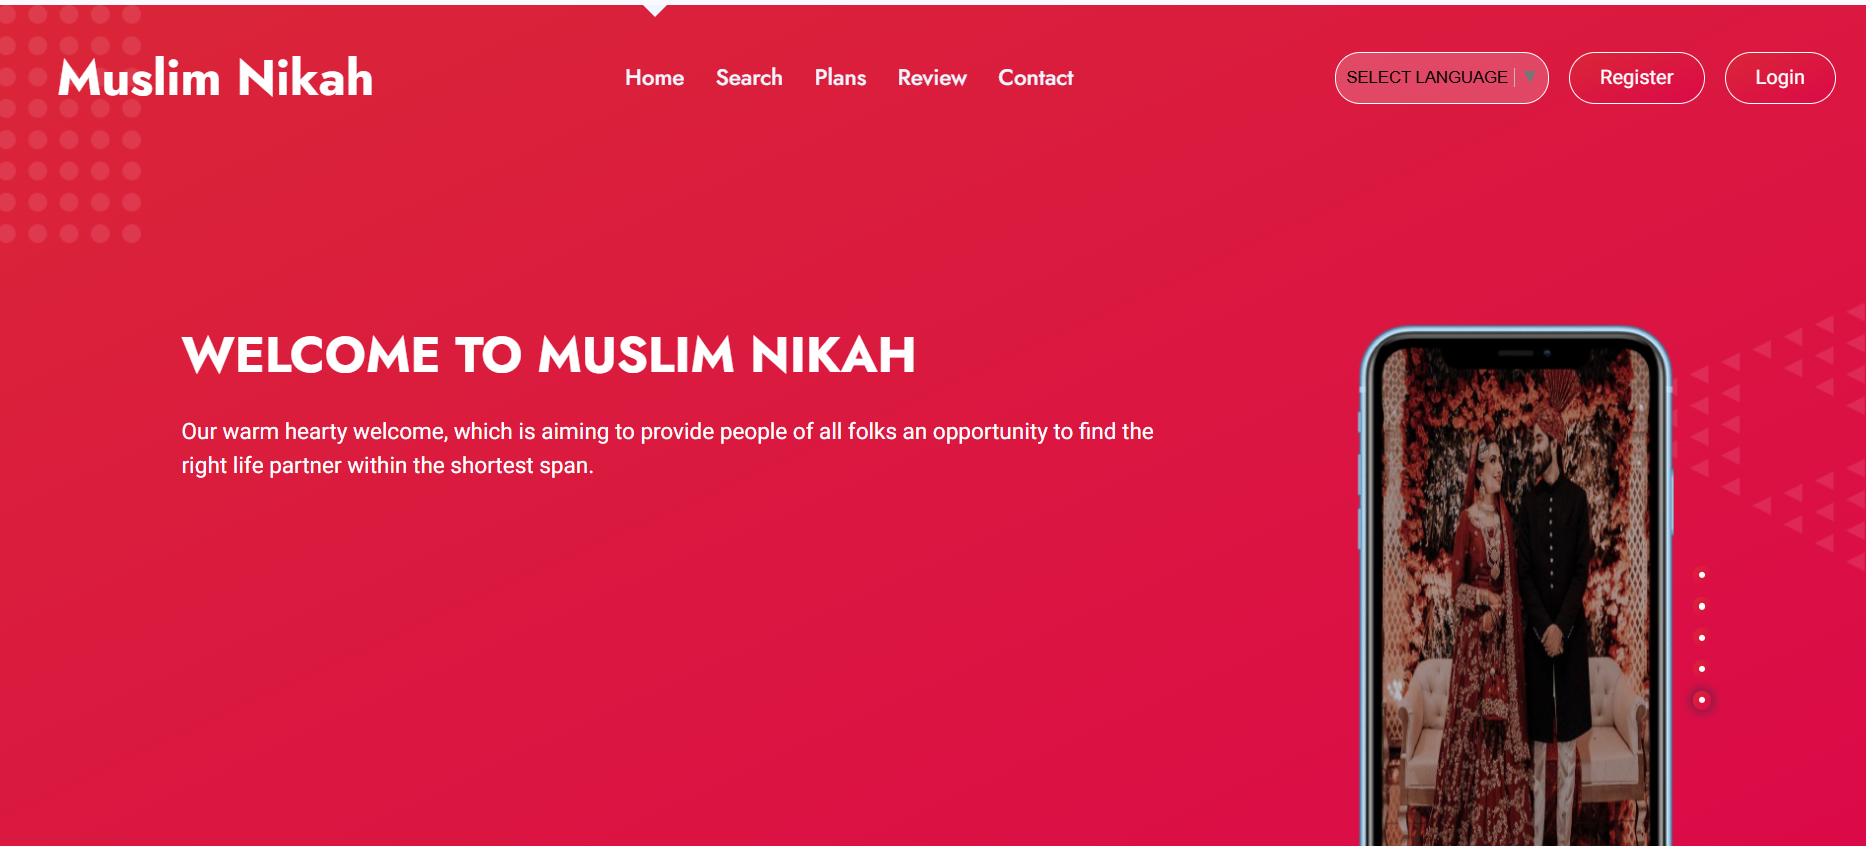 Muslim Nikah
Home Search Plans Review Contact
SELECT LANGUAGE ▼
Register
Login
WELCOME TO MUSLIM NIKAH
Our warm hearty welcome, which is aiming to provide people of all folks an opportunity to find the
right life partner within the shortest span.